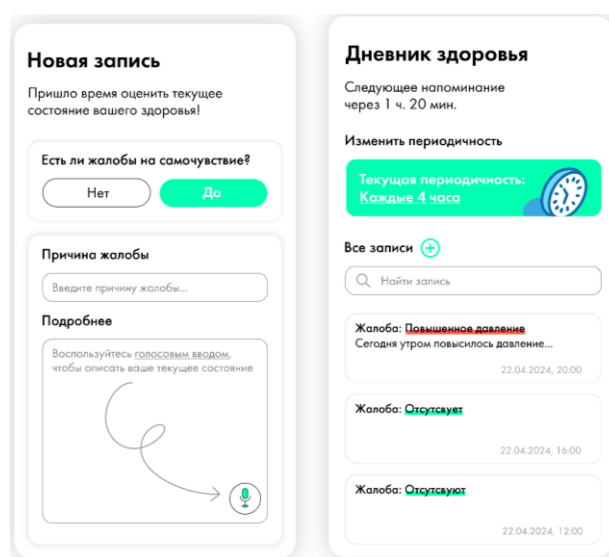 Новая запись
Пришло время оценить текущее
состояние вашего здоровья!
Есть ли жалобы на самочувствие?
Нет
Да
Причина жалобы
Введите причину жалобы...
Подробнее
Воспользуйтесь голосовым вводом,
чтобы описать ваше текущее состояние
Дневник здоровья
Следующее напоминание
через 1 ч. 20 мин.
Изменить периодичность
Текущая периодичность:
Каждые 4 часа
Все записи
Найти запись
Жалоба: Повышенное давление
Сегодня утром повысилось давление...
22.04.2024, 20:00
Жалоба: Отсутсвует
22.04.2024, 16:00
Жалоба: Отсутсвуют
22.04.2024, 12:00